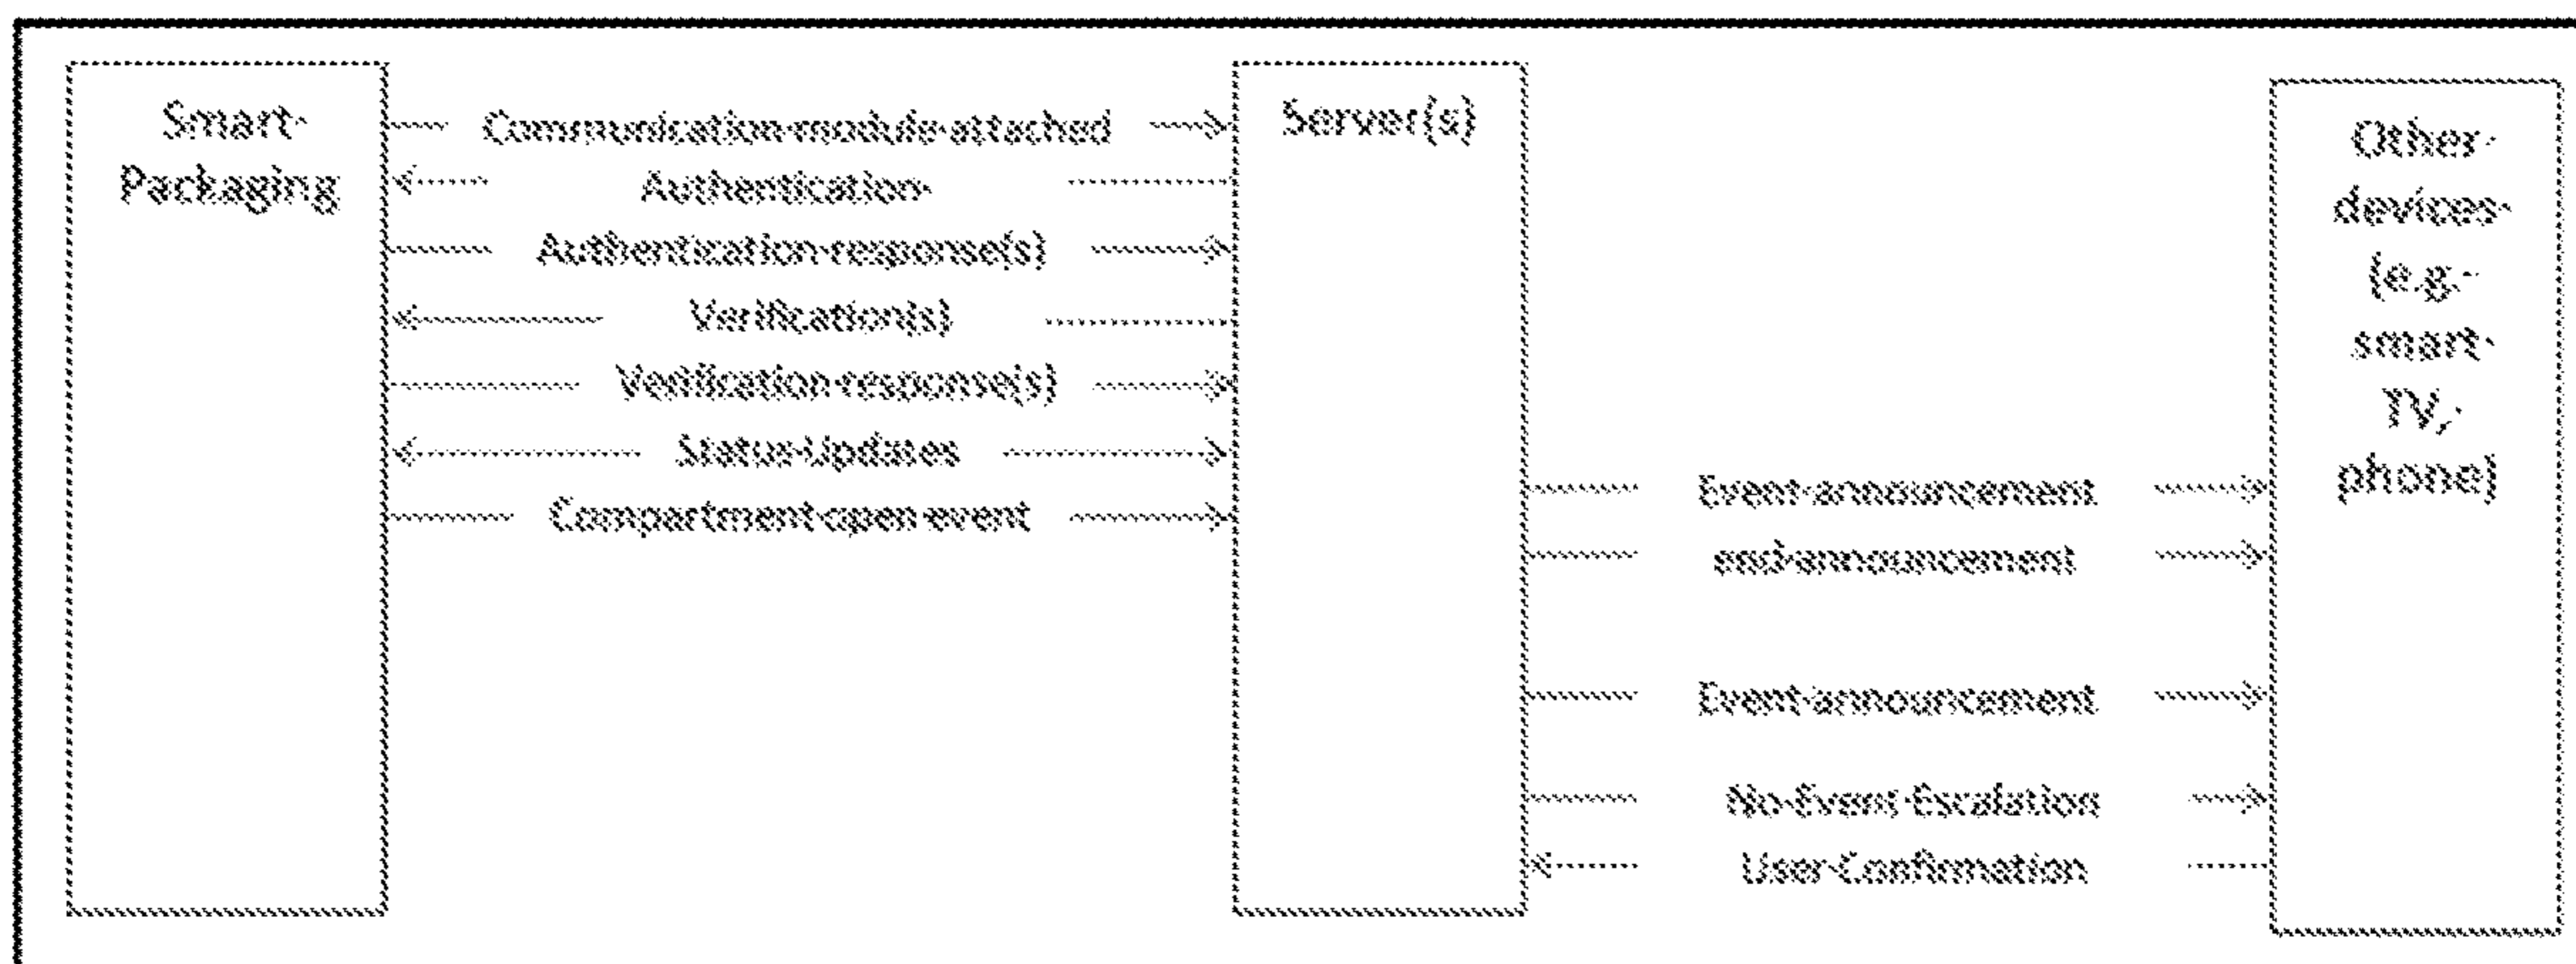 Smart
Packaging
Communication module attached
Authentication
Authentication response(s)
Verification(s)
Verification response(s)
Status Updates
Compartment open event
Server(s)
Event announcement
end announcement
Event announcement
No Event Escalation
User Confirmation
Other
devices
(e.g.
smart
TV,
phone)